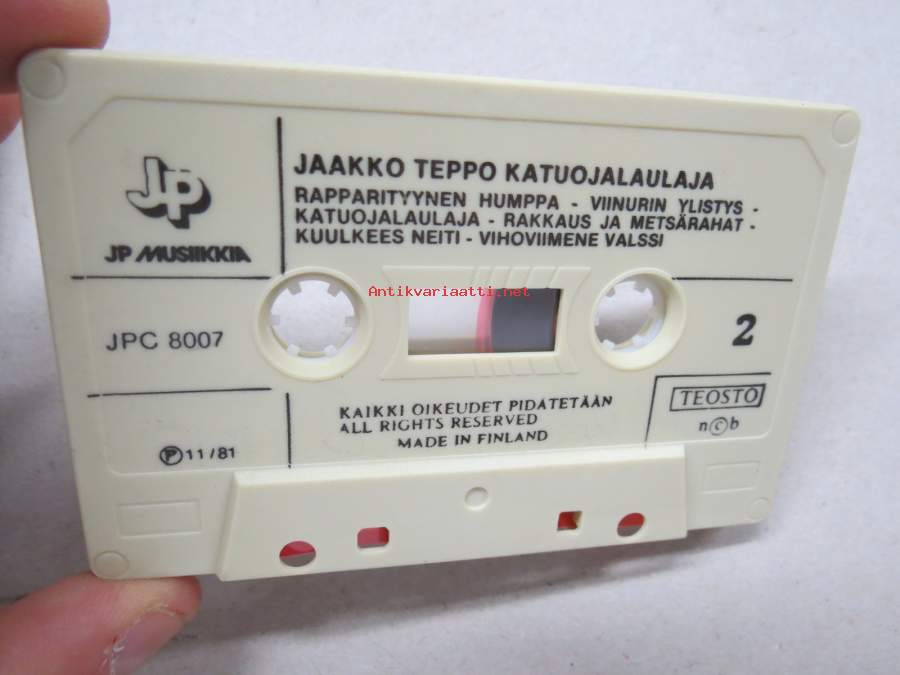 JP
JP MUSIIKKIA
JAAKKO TEPPO KATUOJALAULAJA
RAPPARITYYNEN HUMPPA - VIINURIN YLISTYS -
KATUOJALAULAJA - RAKKAUS JA METSÄRAHAT -
KUULKEES NEITI - VIHOVIIMENE VALSSI
Antikvariaatti.net
JPC 8007
2
KAIKKI OIKEUDET PIDÄTETÄÄN
ALL RIGHTS RESERVED
MADE IN FINLAND
TEOSTO
n©b
℗ 11/81